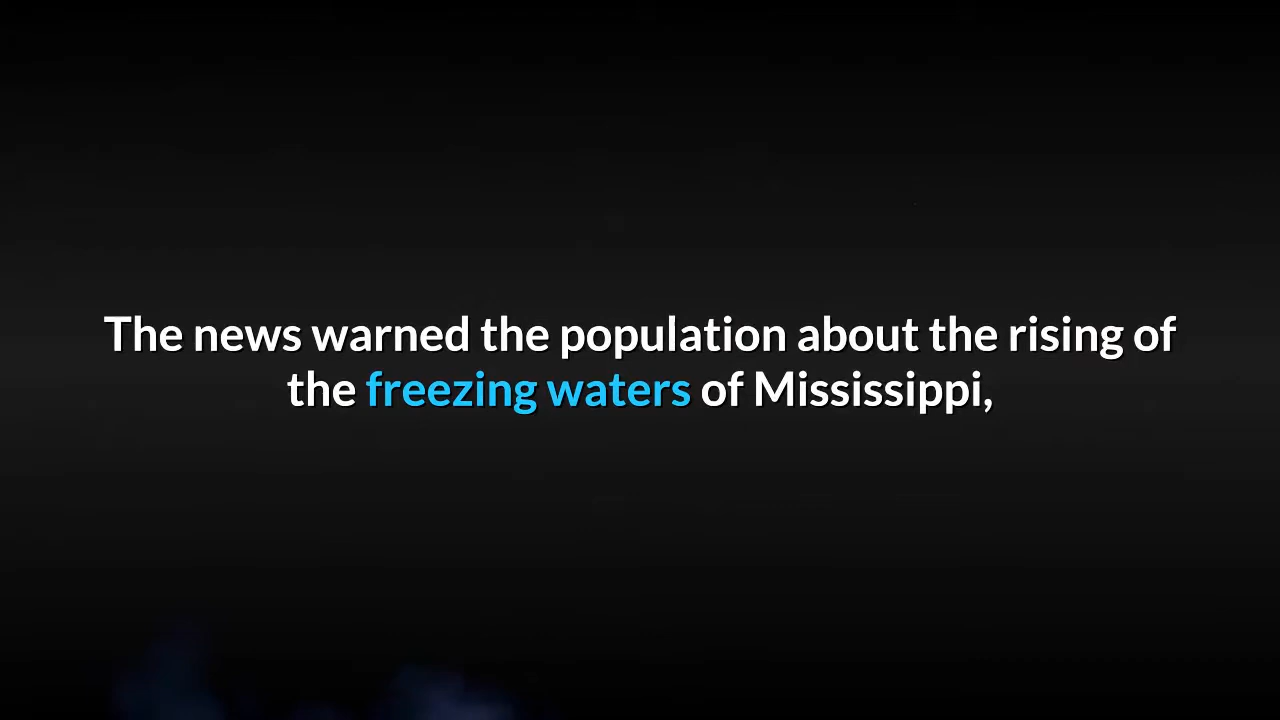 The news warned the population about the rising of
the freezing waters of Mississippi,